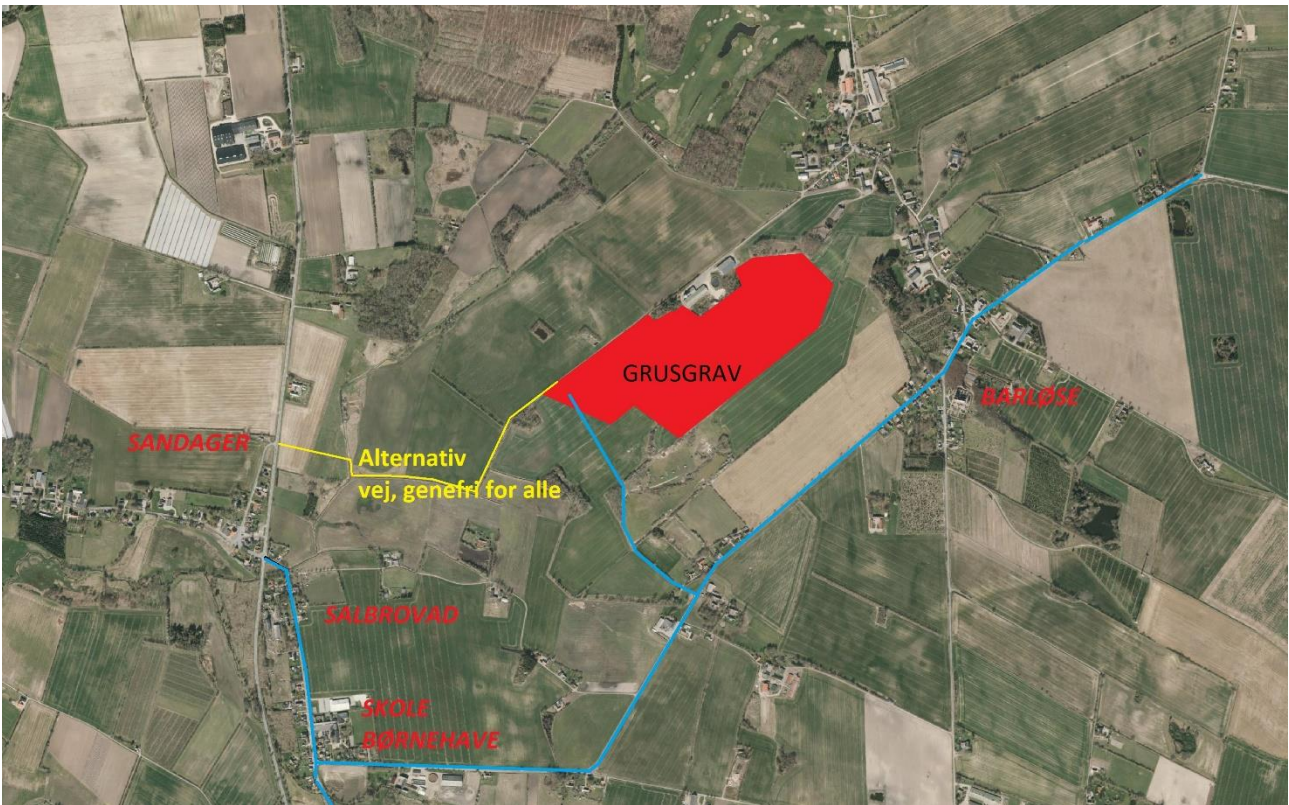 GRUSGRAV
BARLØSE
SANDAGER
Alternativ
vej, genefri for alle
SALBROVAD
SKOLE
BØRNEHAVE